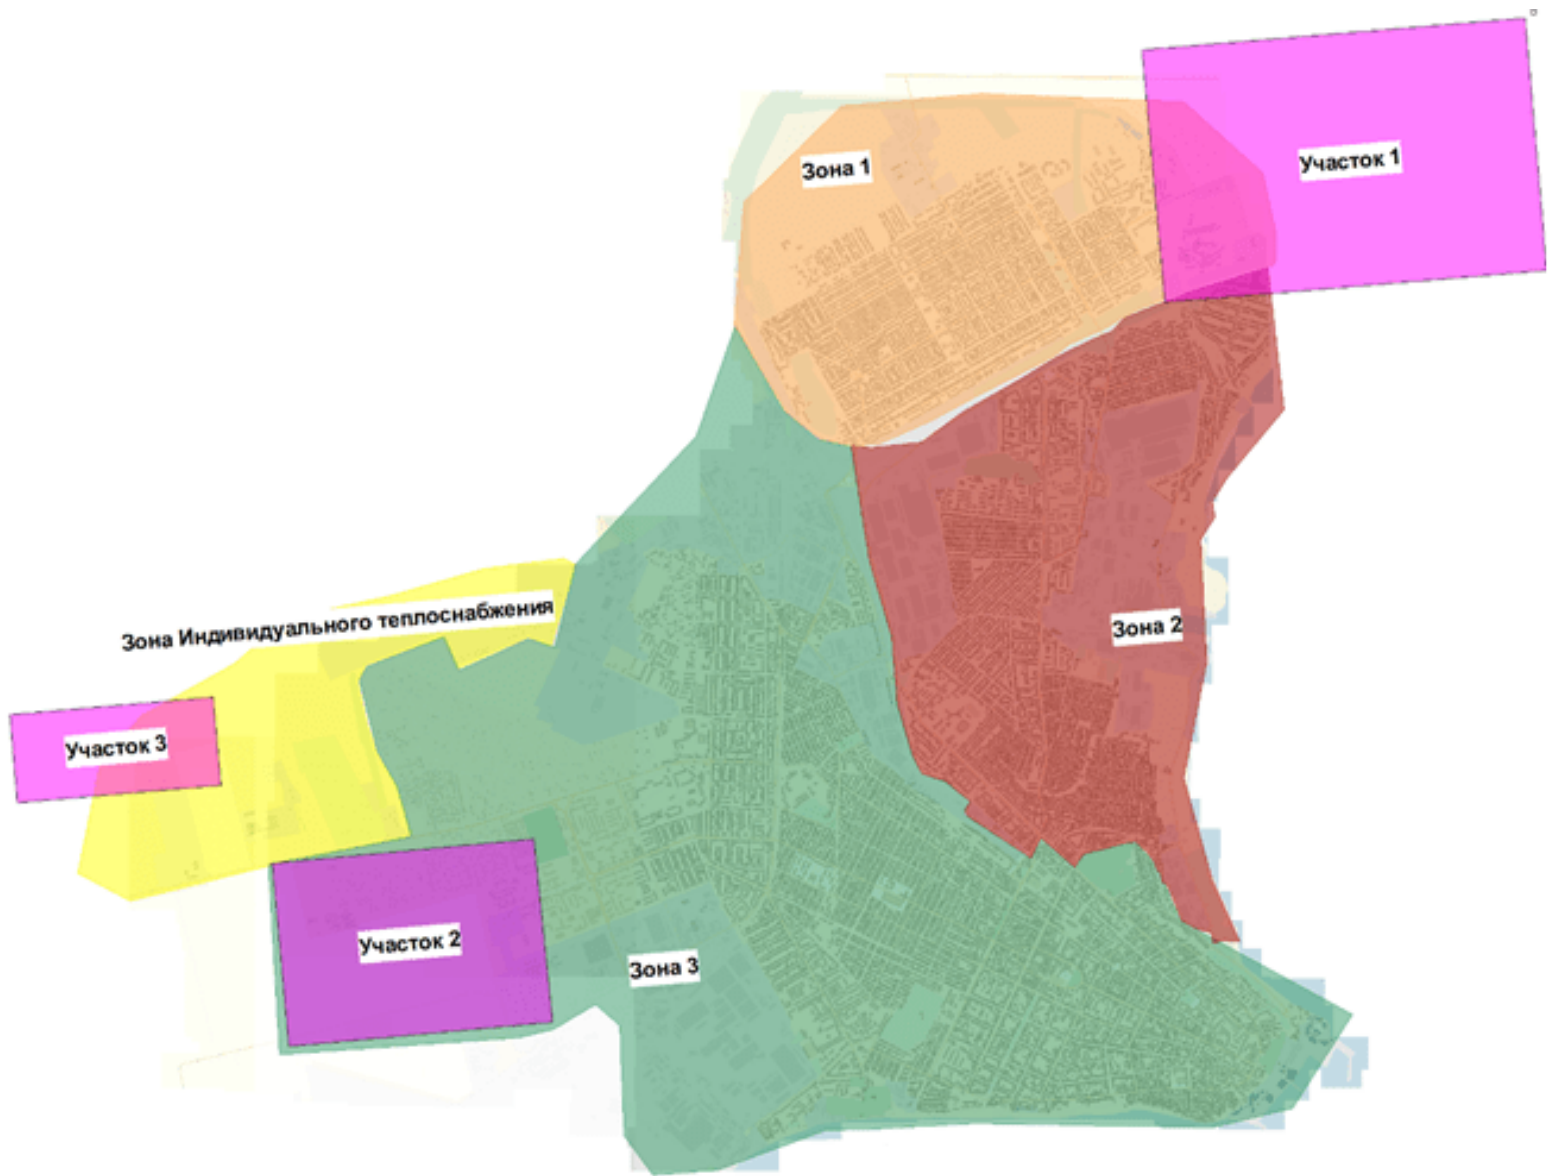 Участок 1
Зона 1
Зона Индивидуального теплоснабжения
Зона 2
Участок 3
Участок 2
Зона 3